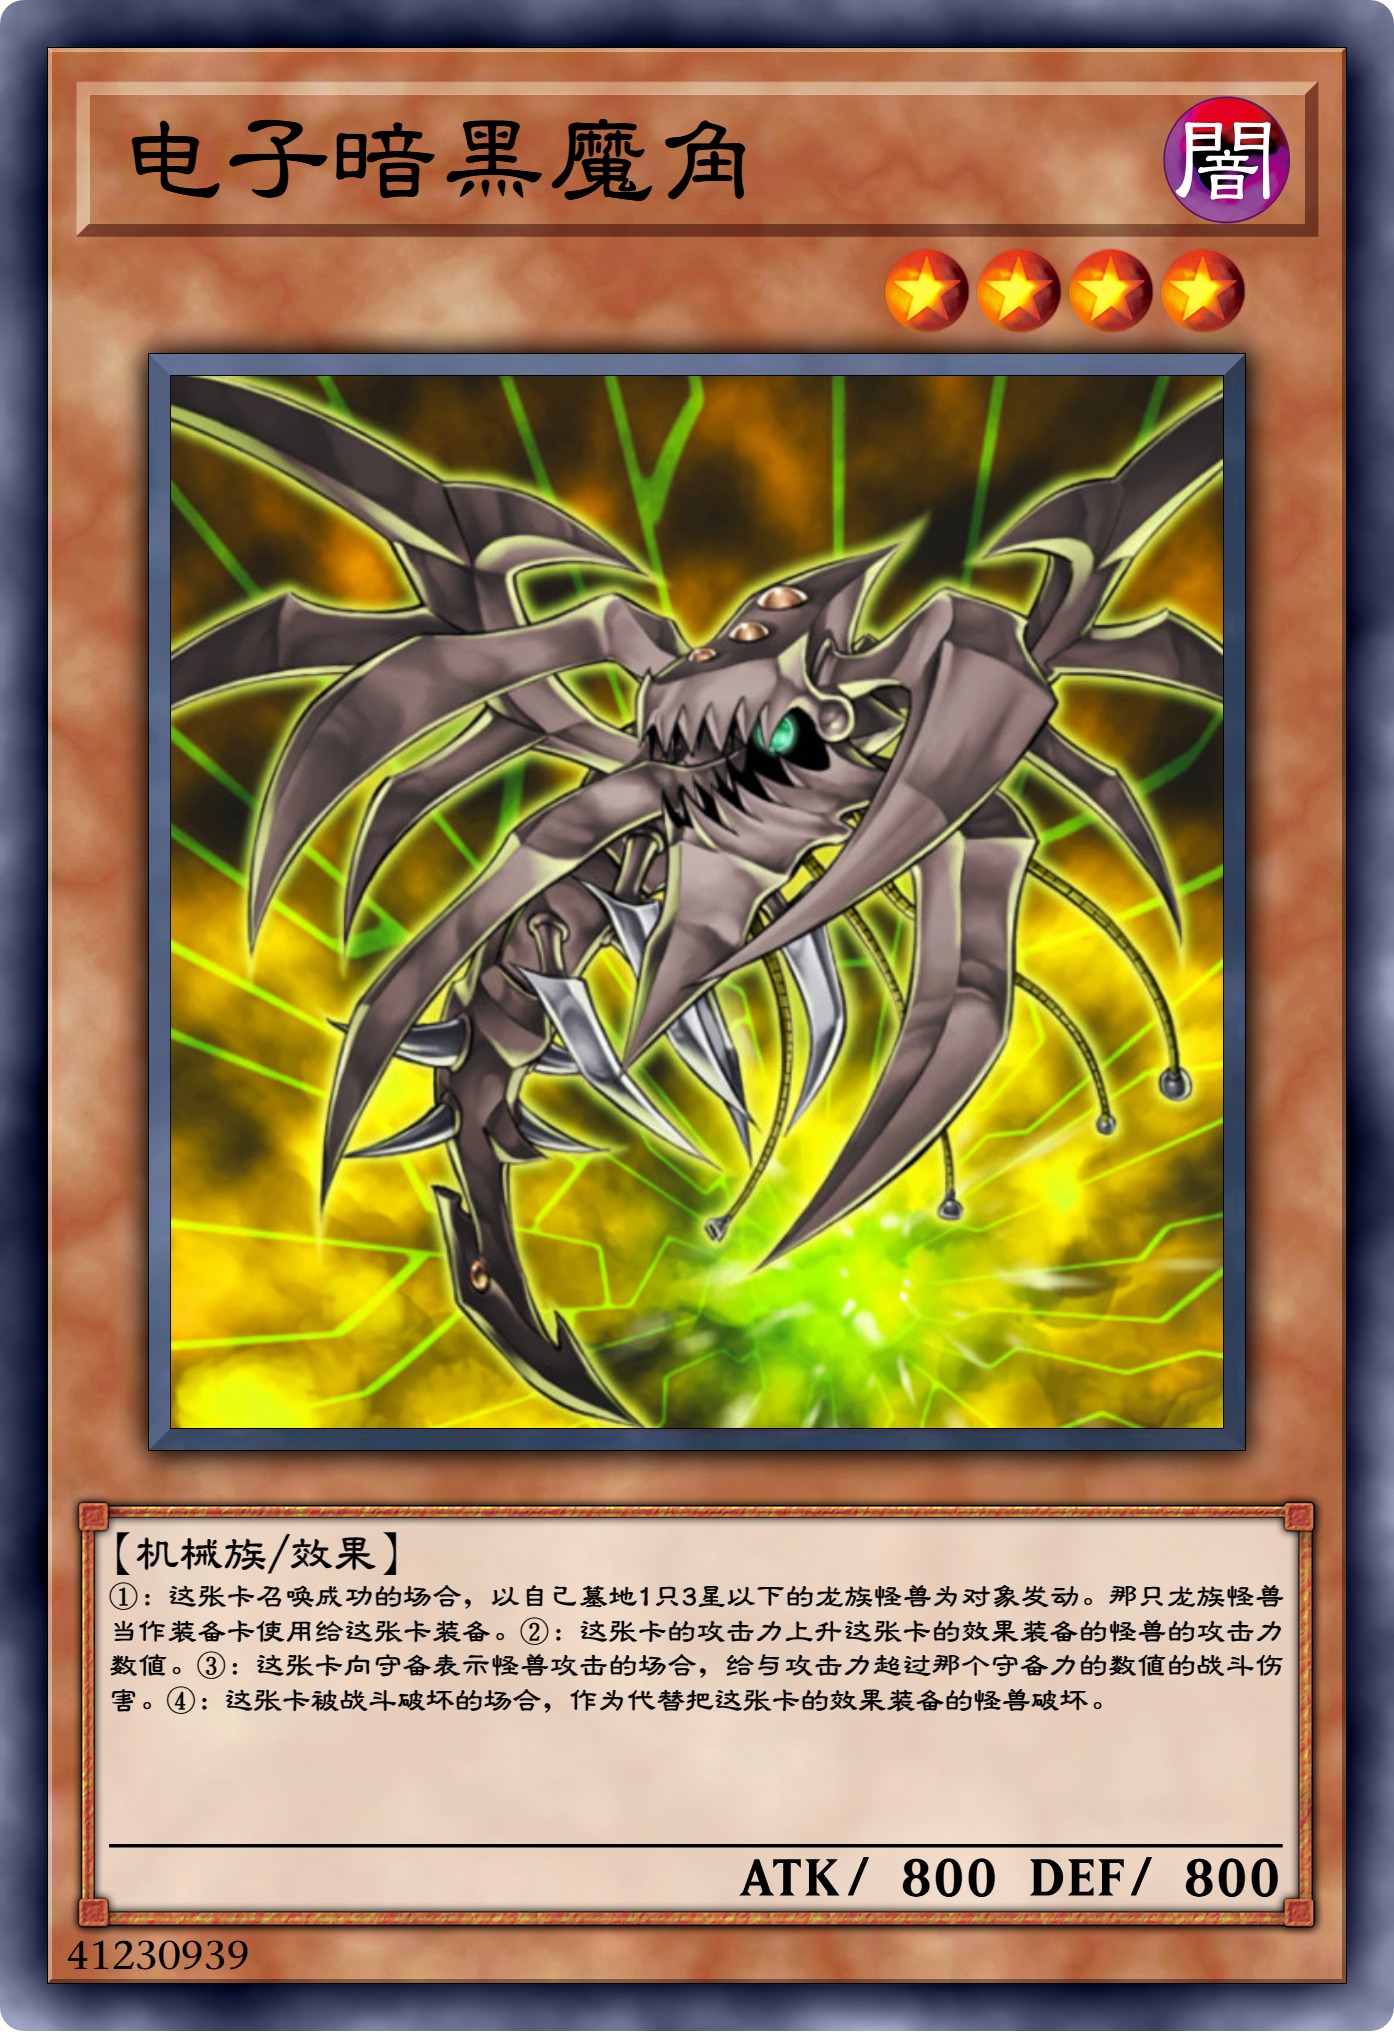 电子暗黑魔角
闇
【机械族/效果】
①：这张卡召唤成功的场合，以自己墓地1只3星以下的龙族怪兽为对象发动。那只龙族怪兽
当作装备卡使用给这张卡装备。②：这张卡的攻击力上升这张卡的效果装备的怪兽的攻击力
数值。③：这张卡向守备表示怪兽攻击的场合，给与攻击力超过那个守备力的数值的战斗伤
害。④：这张卡被战斗破坏的场合，作为代替把这张卡的效果装备的怪兽破坏。
ATK/ 800 DEF/ 800
41230939